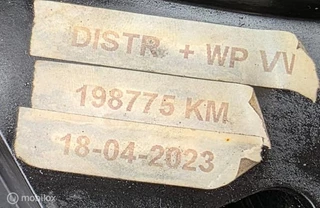 DISTR. + WP VV
198775 KM
18-04-2023
mobilox